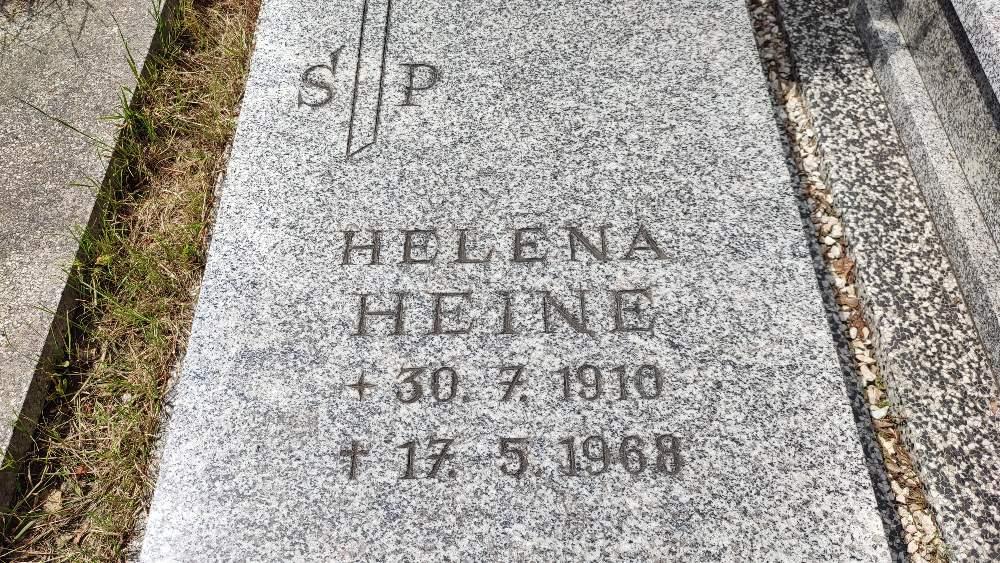 Ś P
HELENA
HEINE
+ 30. 7. 1910
† 17. 5. 1968